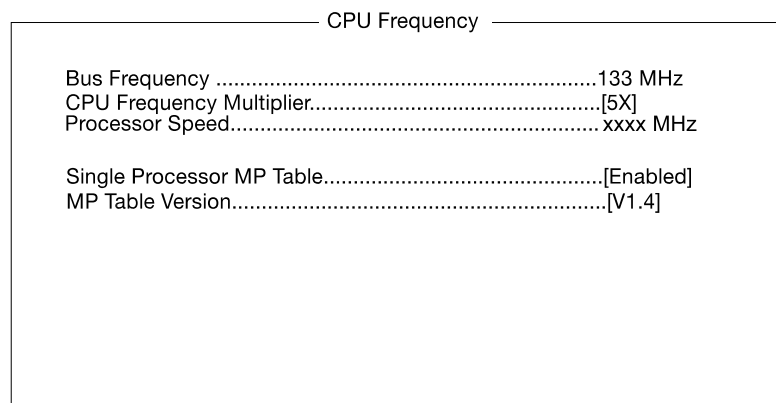 CPU Frequency
Bus Frequency ................................................................133 MHz
CPU Frequency Multiplier.................................................[5X]
Processor Speed.............................................................. xxxx MHz
Single Processor MP Table...............................................[Enabled]
MP Table Version...............................................................[V1.4]